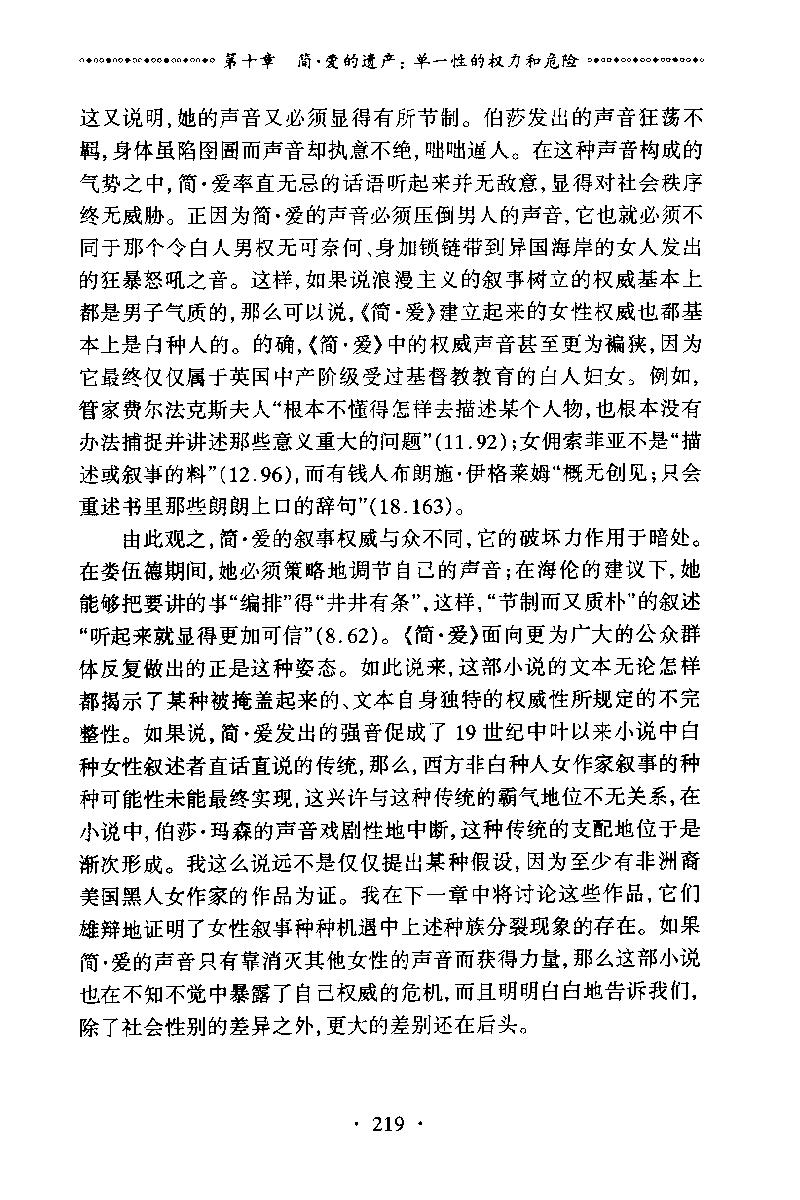 第十章 简·爱的遗产：单一性的权力和危险
这又说明,她的声音又必须显得有所节制。伯莎发出的声音狂荡不
羁,身体虽陷囹圄而声音却执意不绝,咄咄逼人。在这种声音构成的
气势之中,简·爱率直无忌的话语听起来并无敌意,显得对社会秩序
终无威胁。正因为简·爱的声音必须压倒男人的声音,它也就必须不
同于那个令白人男权无可奈何、身加锁链带到异国海岸的女人发出
的狂暴怒吼之音。这样,如果说浪漫主义的叙事树立的权威基本上
都是男子气质的,那么可以说,《简·爱》建立起来的女性权威也都基
本上是白种人的。的确,《简·爱》中的权威声音甚至更为褊狭,因为
它最终仅仅属于英国中产阶级受过基督教教育的白人妇女。例如,
管家费尔法克斯夫人“根本不懂得怎样去描述某个人物,也根本没有
办法捕捉并讲述那些意义重大的问题”(11.92);女佣索菲亚不是“描
述或叙事的料”(12.96),而有钱人布朗施·伊格莱姆“概无创见;只会
重述书里那些朗朗上口的辞句”(18.163)。
由此观之,简·爱的叙事权威与众不同,它的破坏力作用于暗处。
在娄伍德期间,她必须策略地调节自己的声音;在海伦的建议下,她
能够把要讲的事“编排”得“井井有条”,这样,“节制而又质朴”的叙述
“听起来就显得更加可信”(8.62)。《简·爱》面向更为广大的公众群
体反复做出的正是这种姿态。如此说来,这部小说的文本无论怎样
都揭示了某种被掩盖起来的、文本自身独特的权威性所规定的不完
整性。如果说,简·爱发出的强音促成了 19 世纪中叶以来小说中白
种女性叙述者直话直说的传统,那么,西方非白种人女作家叙事的种
种可能性未能最终实现,这兴许与这种传统的霸气地位不无关系,在
小说中,伯莎·玛森的声音戏剧性地中断,这种传统的支配地位于是
渐次形成。我这么说远不是仅仅提出某种假设,因为至少有非洲裔
美国黑人女作家的作品为证。我在下一章中将讨论这些作品,它们
雄辩地证明了女性叙事种种机遇中上述种族分裂现象的存在。如果
简·爱的声音只有靠消灭其他女性的声音而获得力量,那么这部小说
也在不知不觉中暴露了自己权威的危机,而且明明白白地告诉我们,
除了社会性别的差异之外,更大的差别还在后头。
· 219 ·